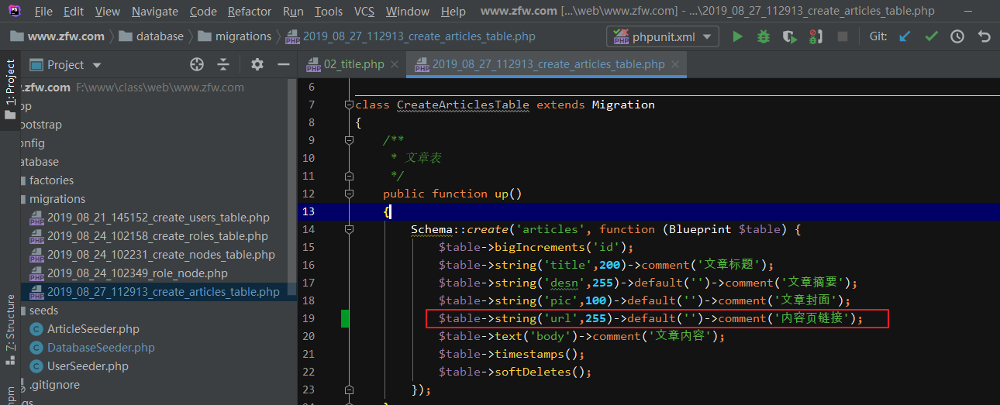 File Edit View Navigate Code Refactor Run Tools VCS Window Help www.zfw.com [...\web\www.zfw.com] - ...\2019_08_27_112913_create_articles_table.php
www.zfw.com database migrations 2019_08_27_112913_create_articles_table.php phpunit.xml Git:
1: Project
Z: Structure
npm
Project
.zfw.com F:\www\class\web\www.zfw.com
pp
ootstrap
onfig
atabase
factories
migrations
2019_08_21_145152_create_users_table.php
2019_08_24_102158_create_roles_table.php
2019_08_24_102231_create_nodes_table.php
2019_08_24_102349_role_node.php
2019_08_27_112913_create_articles_table.php
seeds
ArticleSeeder.php
DatabaseSeeder.php
UserSeeder.php
.gitignore
02_title.php 2019_08_27_112913_create_articles_table.php
6
7 class CreateArticlesTable extends Migration
8 {
9 /**
10 * 文章表
11 */
12 public function up()
13 {
14 Schema::create('articles', function (Blueprint $table) {
15 $table->bigIncrements('id');
16 $table->string('title',200)->comment('文章标题');
17 $table->string('desn',255)->default('')->comment('文章摘要');
18 $table->string('pic',100)->default('')->comment('文章封面');
19 $table->string('url',255)->default('')->comment('内容页链接');
20 $table->text('body')->comment('文章内容');
21 $table->timestamps();
22 $table->softDeletes();
23 });